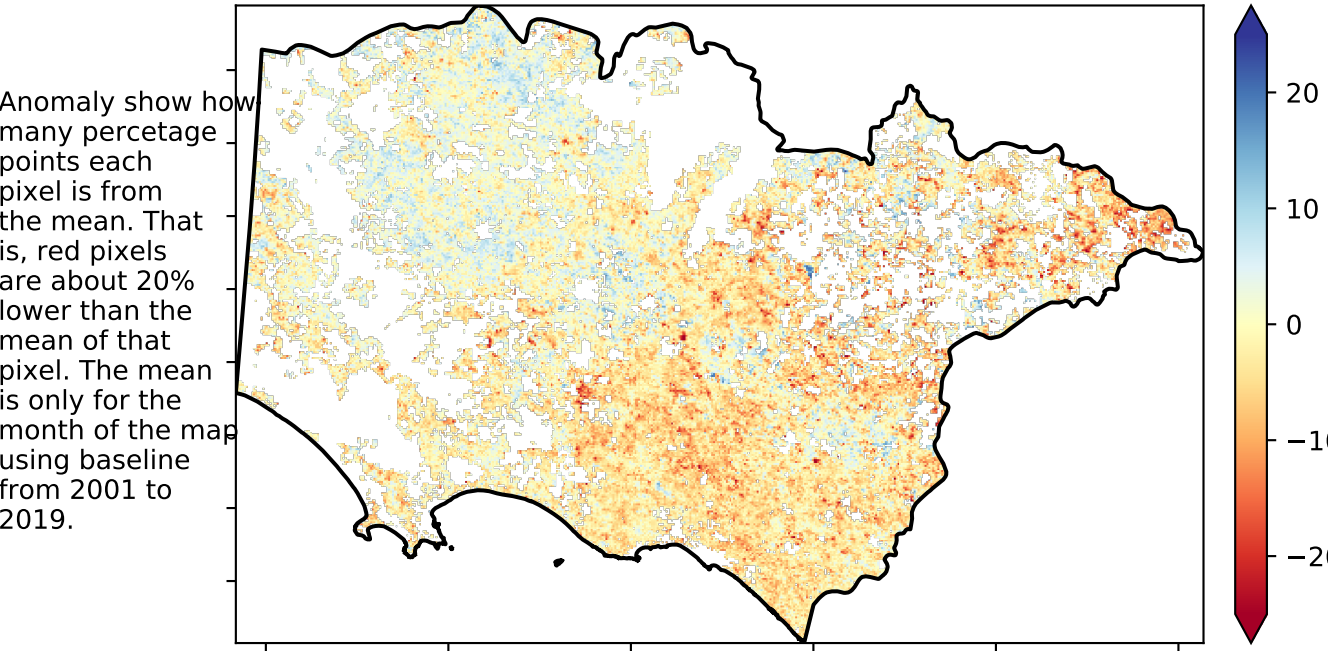 Anomaly show how
many percetage
points each
pixel is from
the mean. That
is, red pixels
are about 20%
lower than the
mean of that
pixel. The mean
is only for the
month of the map
using baseline
from 2001 to
2019.
20
10
0
−10
−20